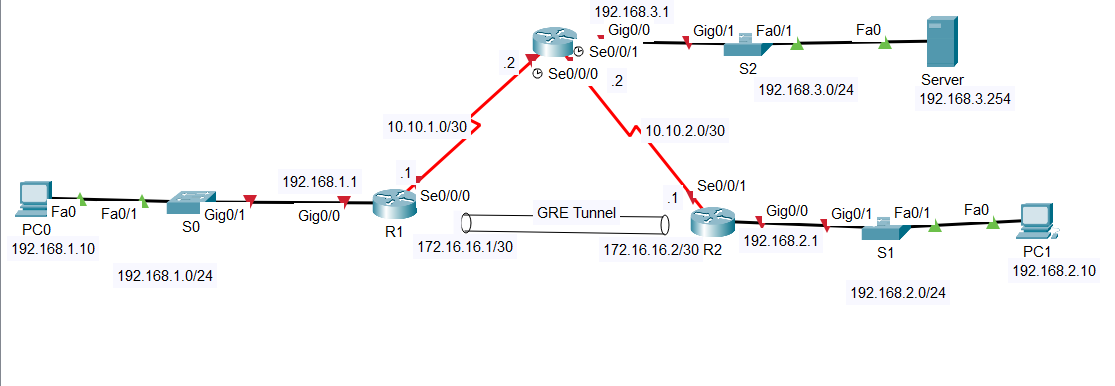 192.168.3.1
Gig0/0
Gig0/1
Fa0/1
Fa0
Se0/0/1
.2
Se0/0/0
.2
S2
Server
192.168.3.0/24
192.168.3.254
10.10.1.0/30
10.10.2.0/30
.1
192.168.1.1
Se0/0/0
Se0/0/1
.1
Fa0
Fa0/1
Gig0/1
Gig0/0
GRE Tunnel
Gig0/0
Gig0/1
Fa0/1
Fa0
PC0
S0
R1
192.168.1.10
172.16.16.1/30
172.16.16.2/30
R2
192.168.2.1
S1
PC1
192.168.2.10
192.168.1.0/24
192.168.2.0/24